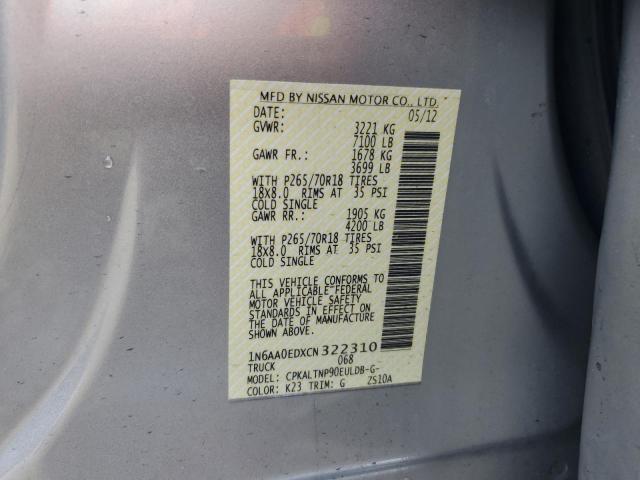 MFD BY NISSAN MOTOR CO., LTD.
DATE: 05/12
GVWR: 3221 KG
7100 LB
GAWR FR.: 1678 KG
3699 LB
WITH P265/70R18 TIRES
18X8.0 RIMS AT 35 PSI
COLD SINGLE
GAWR RR.: 1905 KG
4200 LB
WITH P265/70R18 TIRES
18X8.0 RIMS AT 35 PSI
COLD SINGLE
THIS VEHICLE CONFORMS TO
ALL APPLICABLE FEDERAL
MOTOR VEHICLE SAFETY
STANDARDS IN EFFECT ON
THE DATE OF MANUFACTURE
SHOWN ABOVE.
1N6AA0EDXCN322310
TRUCK 068
MODEL: CPKALTNP90EULDB-G-
COLOR: K23 TRIM: G ZS10A